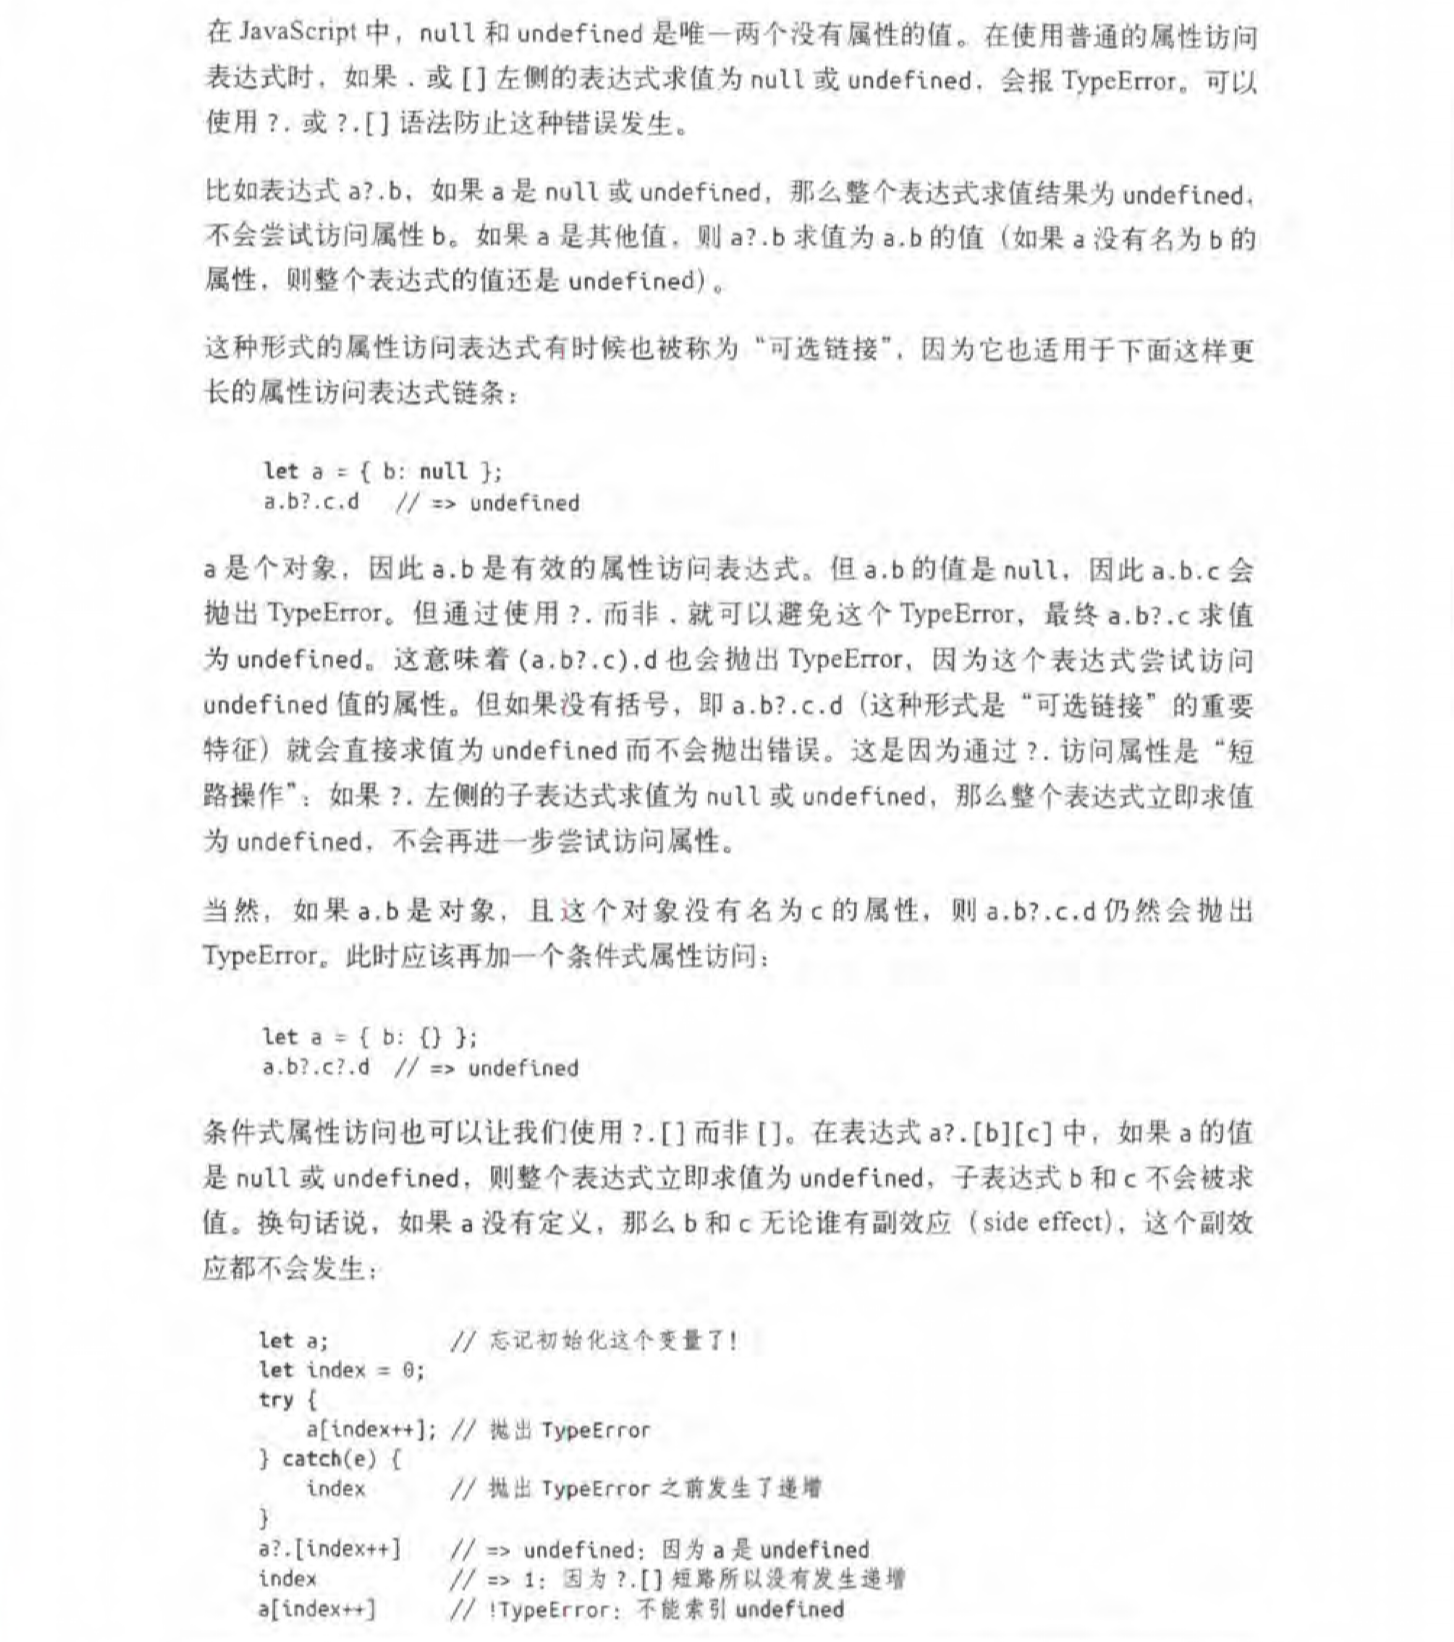 在 JavaScript 中，null 和 undefined 是唯一两个没有属性的值。在使用普通的属性访问
表达式时，如果 . 或 [] 左侧的表达式求值为 null 或 undefined，会报 TypeError。可以
使用 ?. 或 ?.[] 语法防止这种错误发生。
比如表达式 a?.b，如果 a 是 null 或 undefined，那么整个表达式求值结果为 undefined，
不会尝试访问属性 b。如果 a 是其他值，则 a?.b 求值为 a.b 的值（如果 a 没有名为 b 的
属性，则整个表达式的值还是 undefined）。
这种形式的属性访问表达式有时候也被称为“可选链接”，因为它也适用于下面这样更
长的属性访问表达式链条：
let a = { b: null };
a.b?.c.d   // => undefined
a 是个对象，因此 a.b 是有效的属性访问表达式。但 a.b 的值是 null，因此 a.b.c 会
抛出 TypeError。但通过使用 ?. 而非 . 就可以避免这个 TypeError，最终 a.b?.c 求值
为 undefined。这意味着 (a.b?.c).d 也会抛出 TypeError，因为这个表达式尝试访问
undefined 值的属性。但如果没有括号，即 a.b?.c.d（这种形式是“可选链接”的重要
特征）就会直接求值为 undefined 而不会抛出错误。这是因为通过 ?. 访问属性是“短
路操作”：如果 ?. 左侧的子表达式求值为 null 或 undefined，那么整个表达式立即求值
为 undefined，不会再进一步尝试访问属性。
当然，如果 a.b 是对象，且这个对象没有名为 c 的属性，则 a.b?.c.d 仍然会抛出
TypeError。此时应该再加一个条件式属性访问：
let a = { b: {} };
a.b?.c?.d  // => undefined
条件式属性访问也可以让我们使用 ?.[] 而非 []。在表达式 a?.[b][c] 中，如果 a 的值
是 null 或 undefined，则整个表达式立即求值为 undefined，子表达式 b 和 c 不会被求
值。换句话说，如果 a 没有定义，那么 b 和 c 无论谁有副效应（side effect），这个副效
应都不会发生：
let a;          // 忘记初始化这个变量了！
let index = 0;
try {
    a[index++]; // 抛出 TypeError
} catch(e) {
    index       // 抛出 TypeError 之前发生了递增
}
a?.[index++]    // => undefined：因为 a 是 undefined
index           // => 1：因为 ?.[] 短路所以没有发生递增
a[index++]      // !TypeError：不能索引 undefined